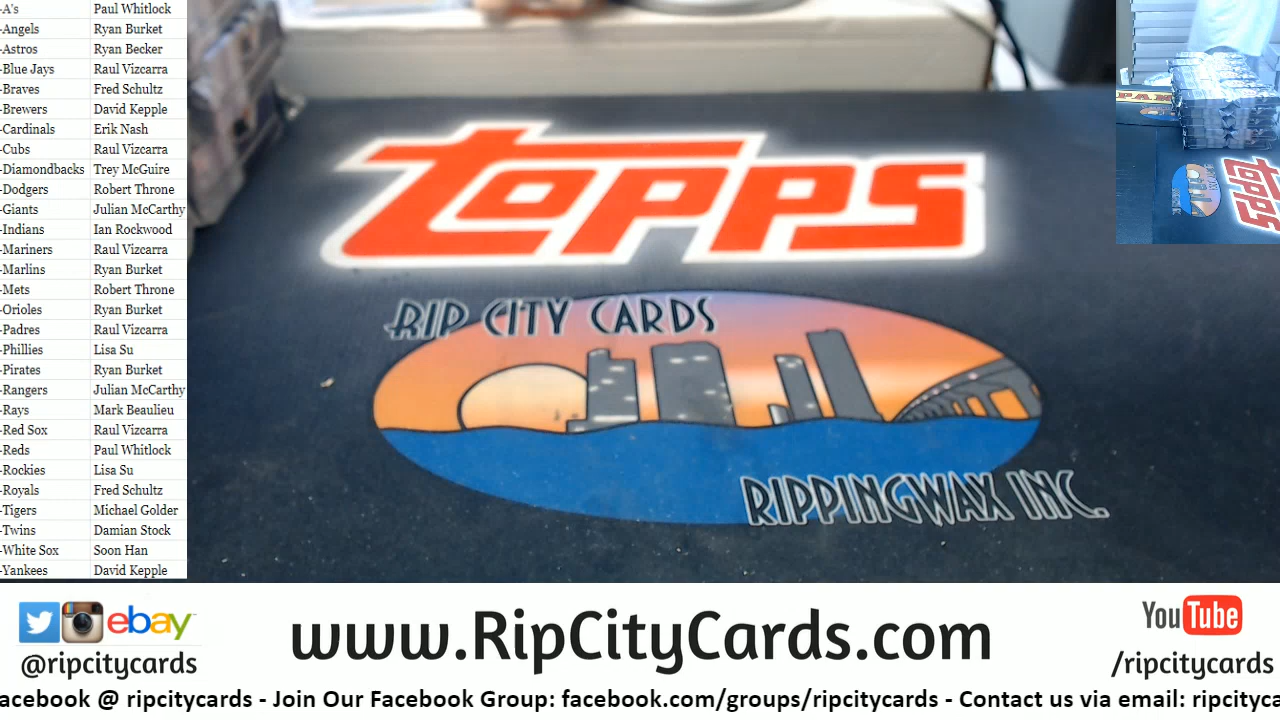 -A's Paul Whitlock
-Angels Ryan Burket
-Astros Ryan Becker
-Blue Jays Raul Vizcarra
-Braves Fred Schultz
-Brewers David Kepple
-Cardinals Erik Nash
-Cubs Raul Vizcarra
-Diamondbacks Trey McGuire
-Dodgers Robert Throne
-Giants Julian McCarthy
-Indians Ian Rockwood
-Mariners Raul Vizcarra
-Marlins Ryan Burket
-Mets Robert Throne
-Orioles Ryan Burket
-Padres Raul Vizcarra
-Phillies Lisa Su
-Pirates Ryan Burket
-Rangers Julian McCarthy
-Rays Mark Beaulieu
-Red Sox Raul Vizcarra
-Reds Paul Whitlock
-Rockies Lisa Su
-Royals Fred Schultz
-Tigers Michael Golder
-Twins Damian Stock
-White Sox Soon Han
-Yankees David Kepple
Topps
RIP CITY CARDS
RIPPINGWAX INC.
Topps
ebay
@ripcitycards
www.RipCityCards.com
YouTube
/ripcitycards
acebook @ ripcitycards - Join Our Facebook Group: facebook.com/groups/ripcitycards - Contact us via email: ripcityca